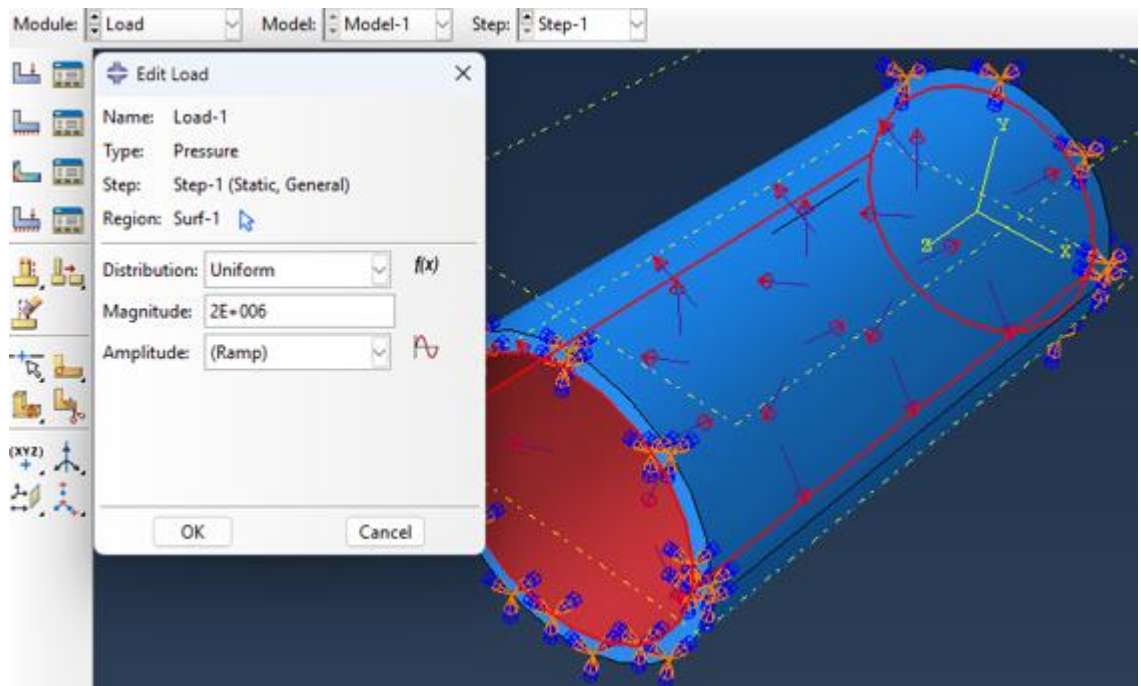 Module: Load Model: Model-1 Step: Step-1
Edit Load
Name: Load-1
Type: Pressure
Step: Step-1 (Static, General)
Region: Surf-1
Distribution: Uniform f(x)
Magnitude: 2E+006
Amplitude: (Ramp)
OK Cancel
(XYZ)
Y
Z
X